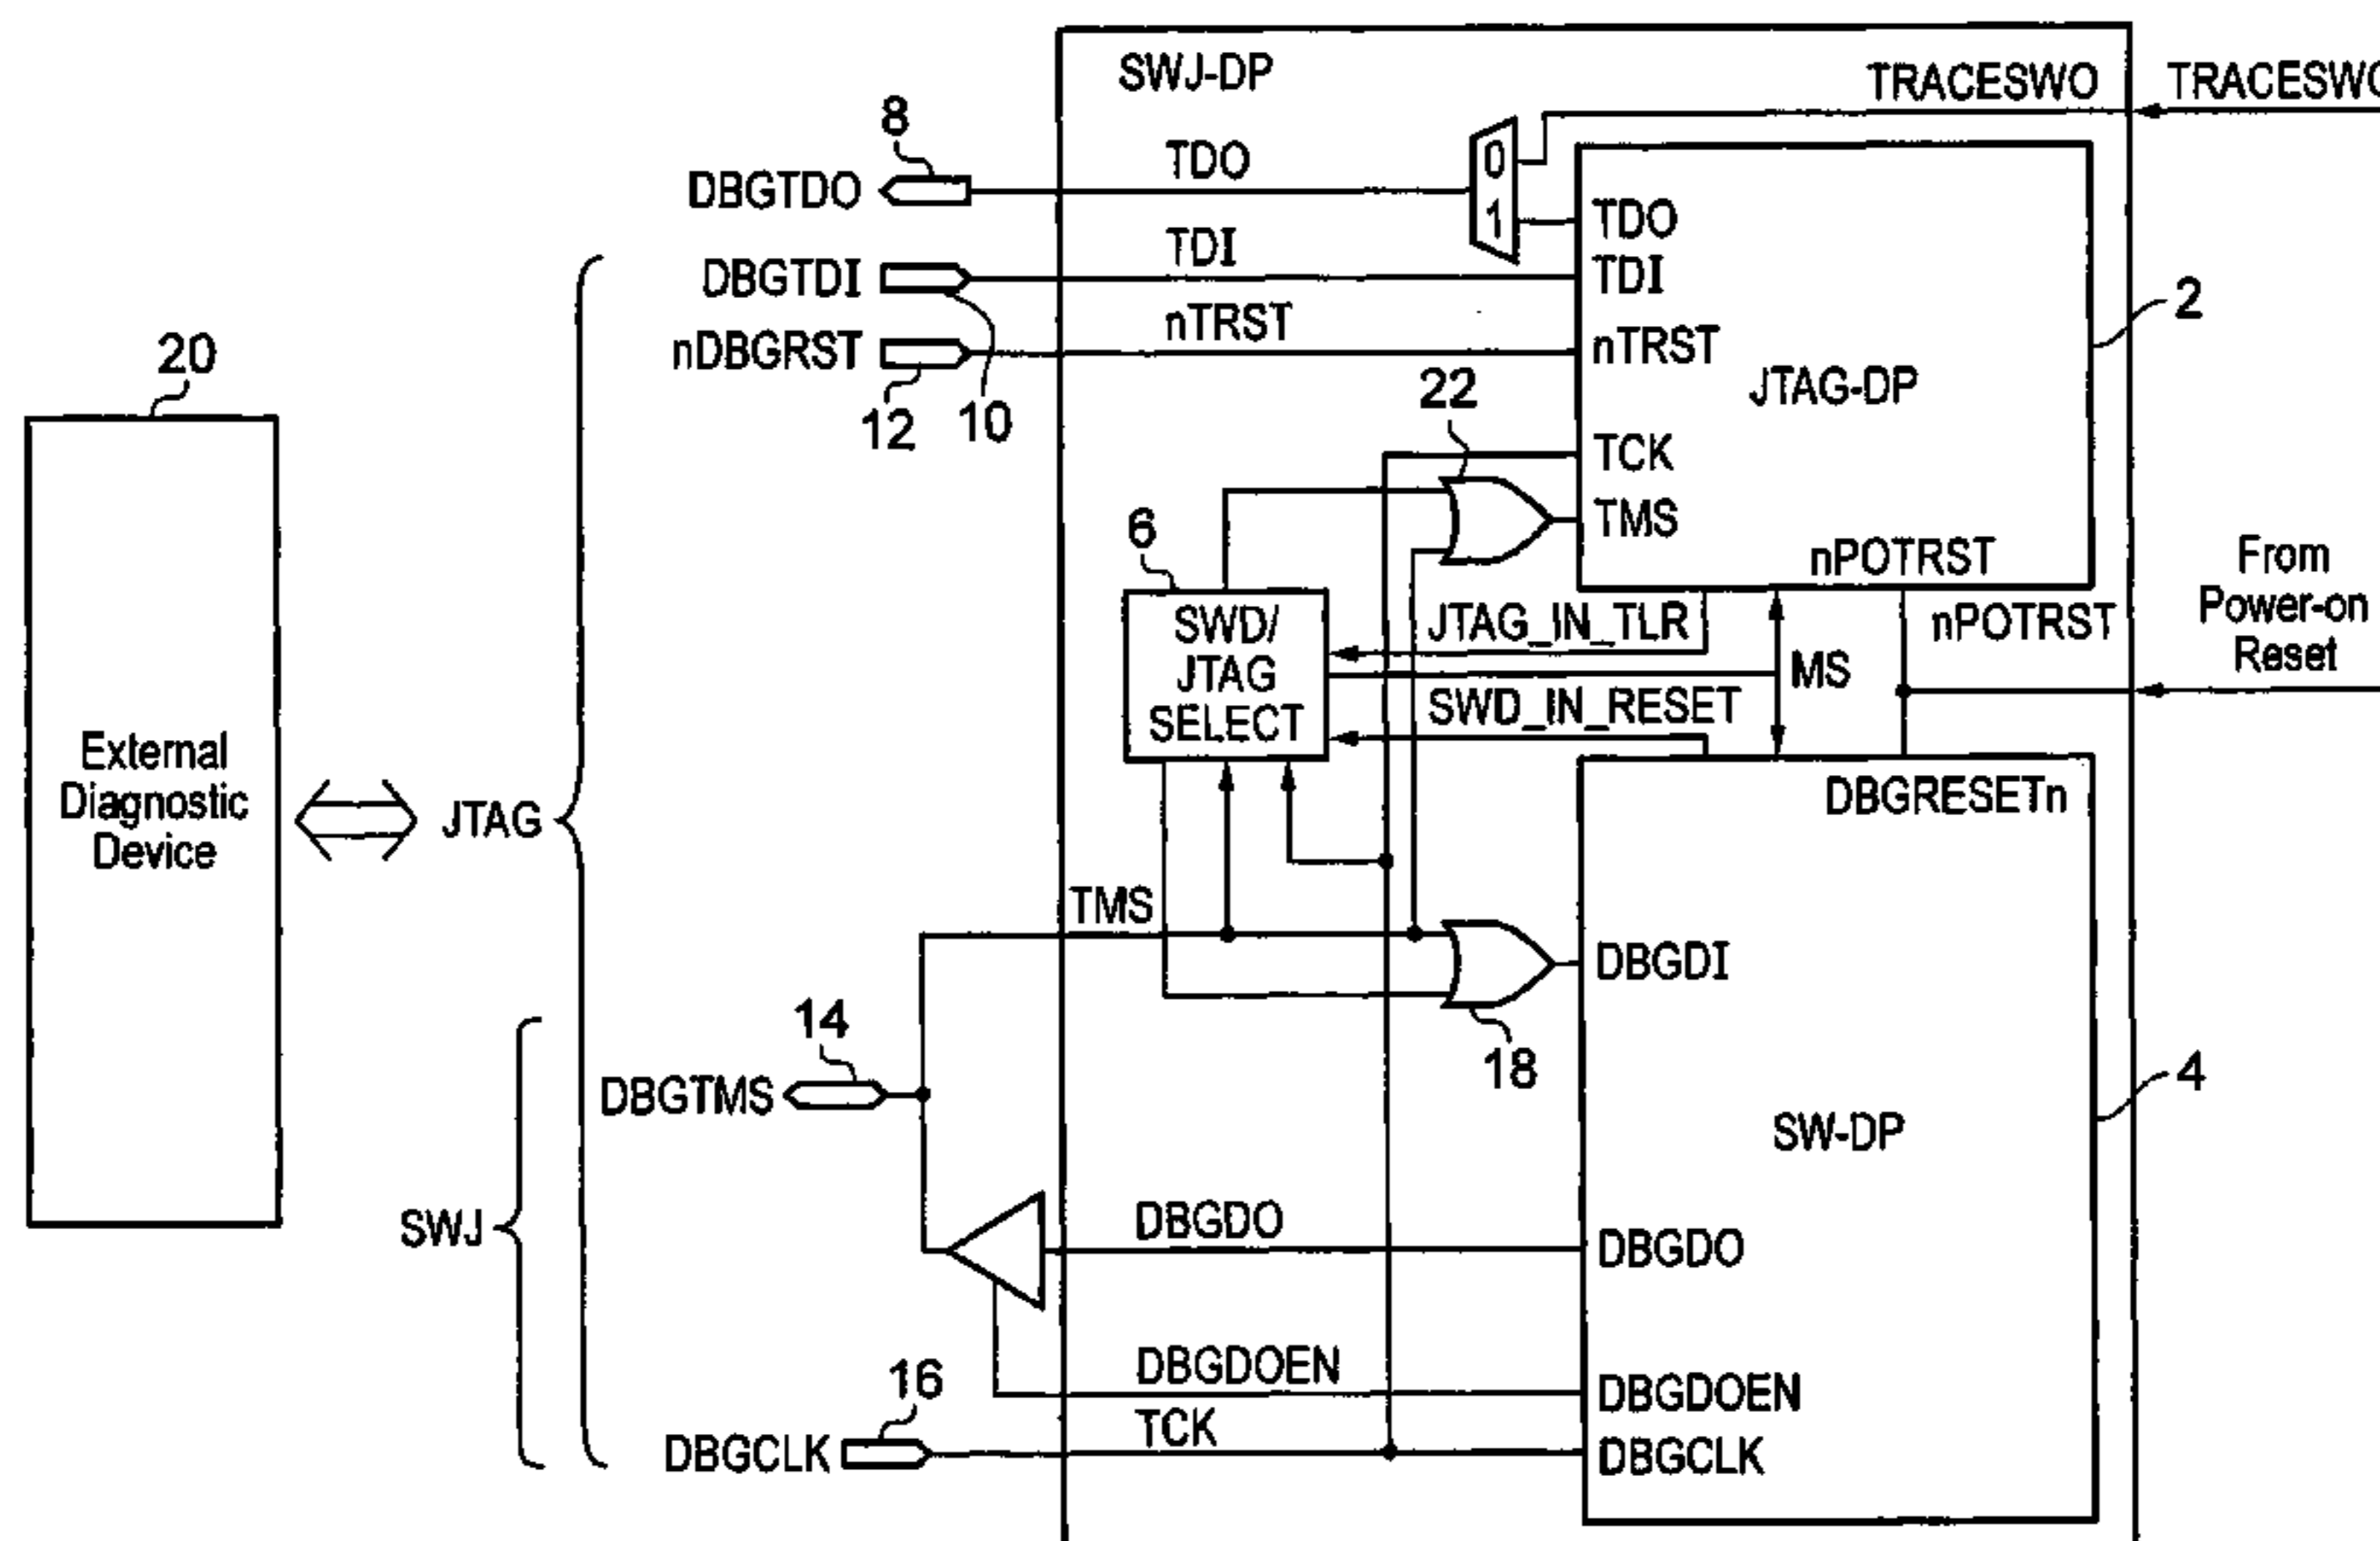 SWJ-DP
TRACESWO
TRACESWO
8
TDO
0
DBGTDO
1
TDO
TDI
DBGTDI
TDI
2
nTRST
20
nDBGRST
nTRST
22
JTAG-DP
12
10
TCK
6
TMS
nPOTRST
From
Power-on
Reset
SWD/
JTAG
SELECT
JTAG_IN_TLR
nPOTRST
MS
SWD_IN_RESET
External
Diagnostic
Device
JTAG
DBGRESETn
TMS
DBGDI
14
18
DBGTMS
4
SW-DP
SWJ
DBGDO
DBGDO
DBGDOEN
16
DBGDOEN
TCK
DBGCLK
DBGCLK